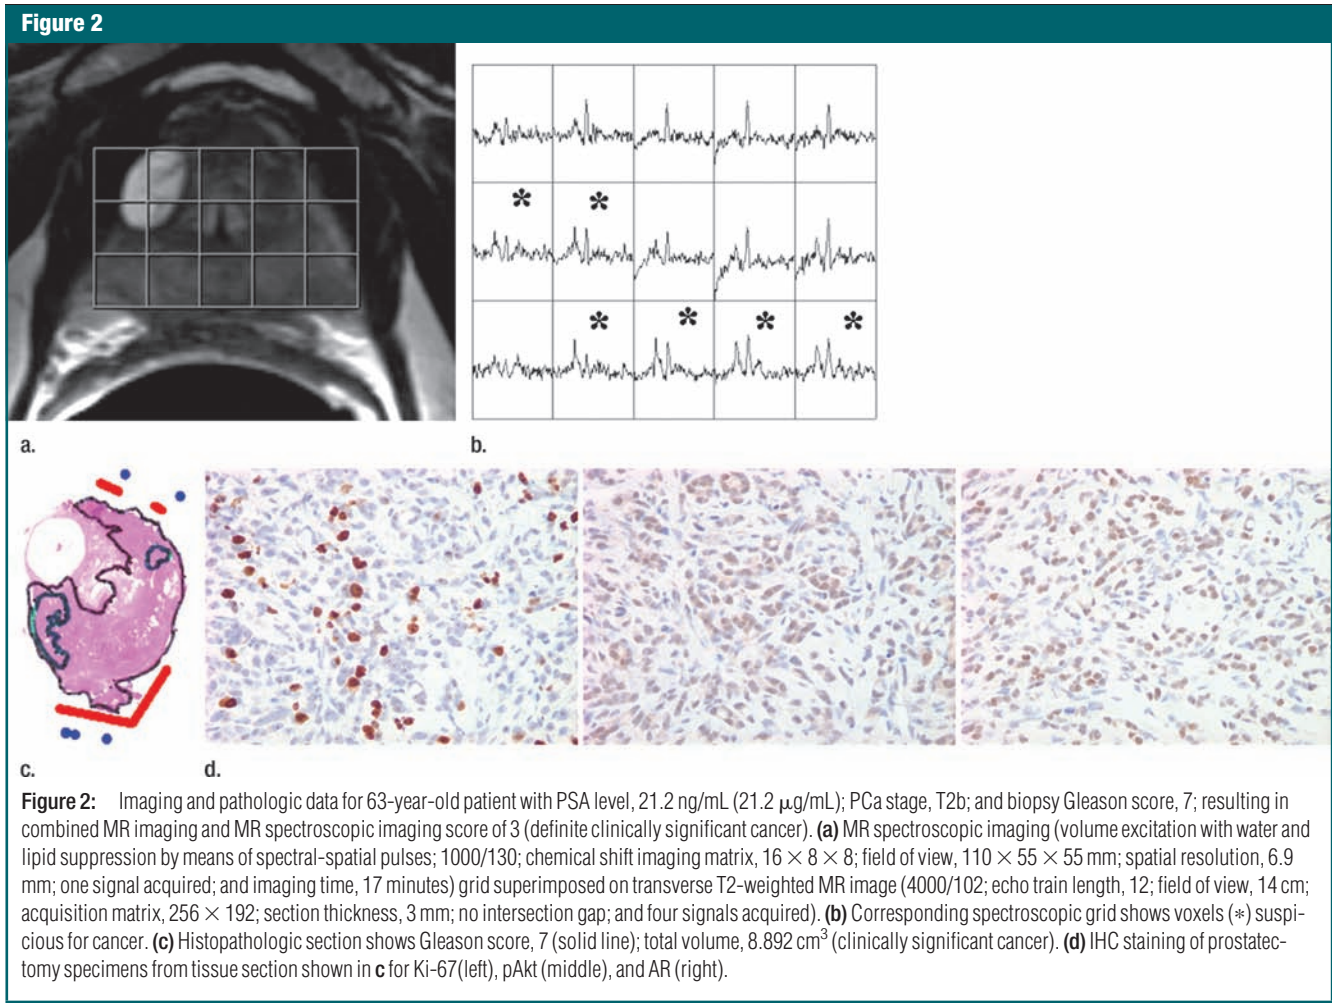 Figure 2
* *
* * * *
a.
b.
c.
d.
Figure 2: Imaging and pathologic data for 63-year-old patient with PSA level, 21.2 ng/mL (21.2 μg/mL); PCa stage, T2b; and biopsy Gleason score, 7; resulting in
combined MR imaging and MR spectroscopic imaging score of 3 (definite clinically significant cancer). (a) MR spectroscopic imaging (volume excitation with water and
lipid suppression by means of spectral-spatial pulses; 1000/130; chemical shift imaging matrix, 16 × 8 × 8; field of view, 110 × 55 × 55 mm; spatial resolution, 6.9
mm; one signal acquired; and imaging time, 17 minutes) grid superimposed on transverse T2-weighted MR image (4000/102; echo train length, 12; field of view, 14 cm;
acquisition matrix, 256 × 192; section thickness, 3 mm; no intersection gap; and four signals acquired). (b) Corresponding spectroscopic grid shows voxels (*) suspi-
cious for cancer. (c) Histopathologic section shows Gleason score, 7 (solid line); total volume, 8.892 cm³ (clinically significant cancer). (d) IHC staining of prostatec-
tomy specimens from tissue section shown in c for Ki-67(left), pAkt (middle), and AR (right).